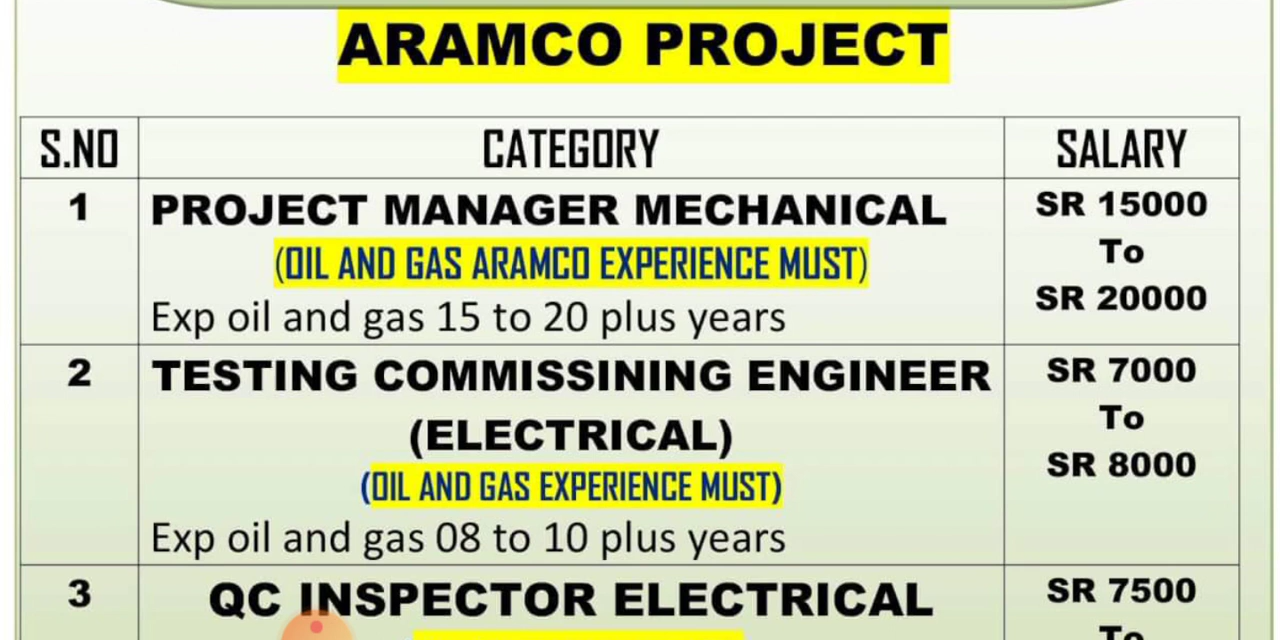 ARAMCO PROJECT
S.NO CATEGORY SALARY
1 PROJECT MANAGER MECHANICAL
(OIL AND GAS ARAMCO EXPERIENCE MUST)
Exp oil and gas 15 to 20 plus years
SR 15000
To
SR 20000
2 TESTING COMMISSINING ENGINEER
(ELECTRICAL)
(OIL AND GAS EXPERIENCE MUST)
Exp oil and gas 08 to 10 plus years
SR 7000
To
SR 8000
3 QC INSPECTOR ELECTRICAL
SR 7500
To